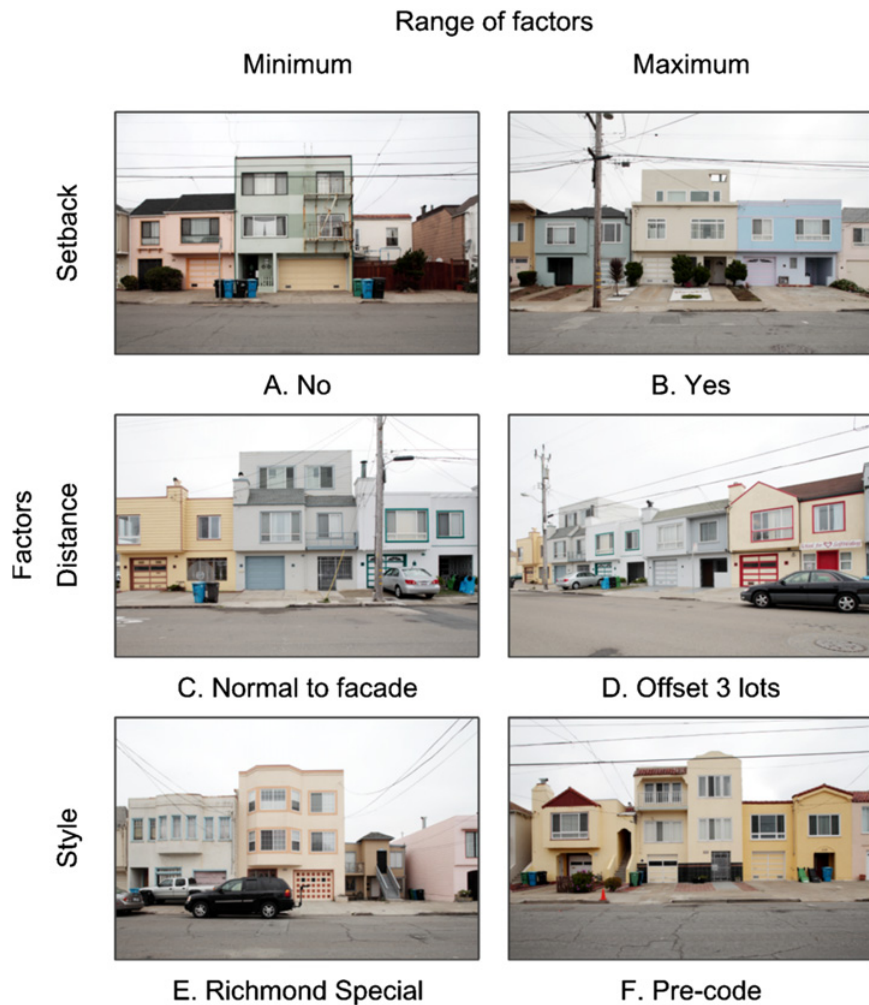 Range of factors
Minimum
Maximum
Setback
A. No
B. Yes
Factors
Distance
C. Normal to facade
D. Offset 3 lots
Style
E. Richmond Special
F. Pre-code